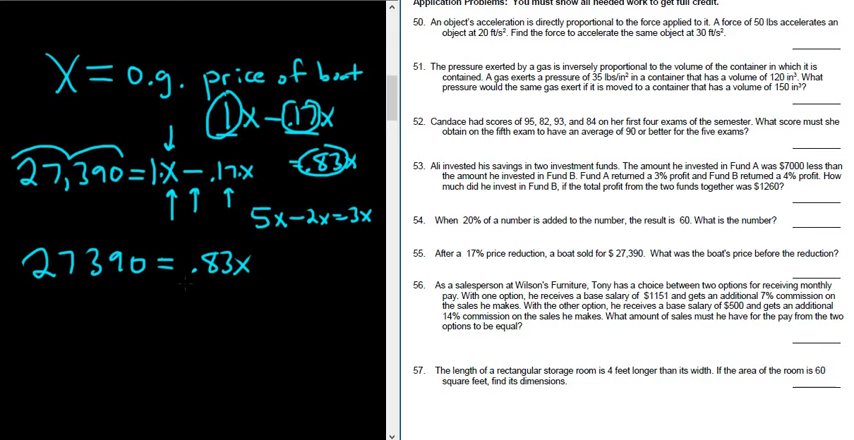 X = o.g. price of boat
1x - .17x
27,390 = 1·X - .17·x = .83x
5x - 2x = 3x
27390 = .83x
Application Problems: You must show all needed work to get full credit.
50. An object's acceleration is directly proportional to the force applied to it. A force of 50 lbs accelerates an
object at 20 ft/s². Find the force to accelerate the same object at 30 ft/s².
51. The pressure exerted by a gas is inversely proportional to the volume of the container in which it is
contained. A gas exerts a pressure of 35 lbs/in² in a container that has a volume of 120 in³. What
pressure would the same gas exert if it is moved to a container that has a volume of 150 in³?
52. Candace had scores of 95, 82, 93, and 84 on her first four exams of the semester. What score must she
obtain on the fifth exam to have an average of 90 or better for the five exams?
53. Ali invested his savings in two investment funds. The amount he invested in Fund A was $7000 less than
the amount he invested in Fund B. Fund A returned a 3% profit and Fund B returned a 4% profit. How
much did he invest in Fund B, if the total profit from the two funds together was $1260?
54. When 20% of a number is added to the number, the result is 60. What is the number?
55. After a 17% price reduction, a boat sold for $ 27,390. What was the boat's price before the reduction?
56. As a salesperson at Wilson's Furniture, Tony has a choice between two options for receiving monthly
pay. With one option, he receives a base salary of $1151 and gets an additional 7% commission on
the sales he makes. With the other option, he receives a base salary of $500 and gets an additional
14% commission on the sales he makes. What amount of sales must he have for the pay from the two
options to be equal?
57. The length of a rectangular storage room is 4 feet longer than its width. If the area of the room is 60
square feet, find its dimensions.